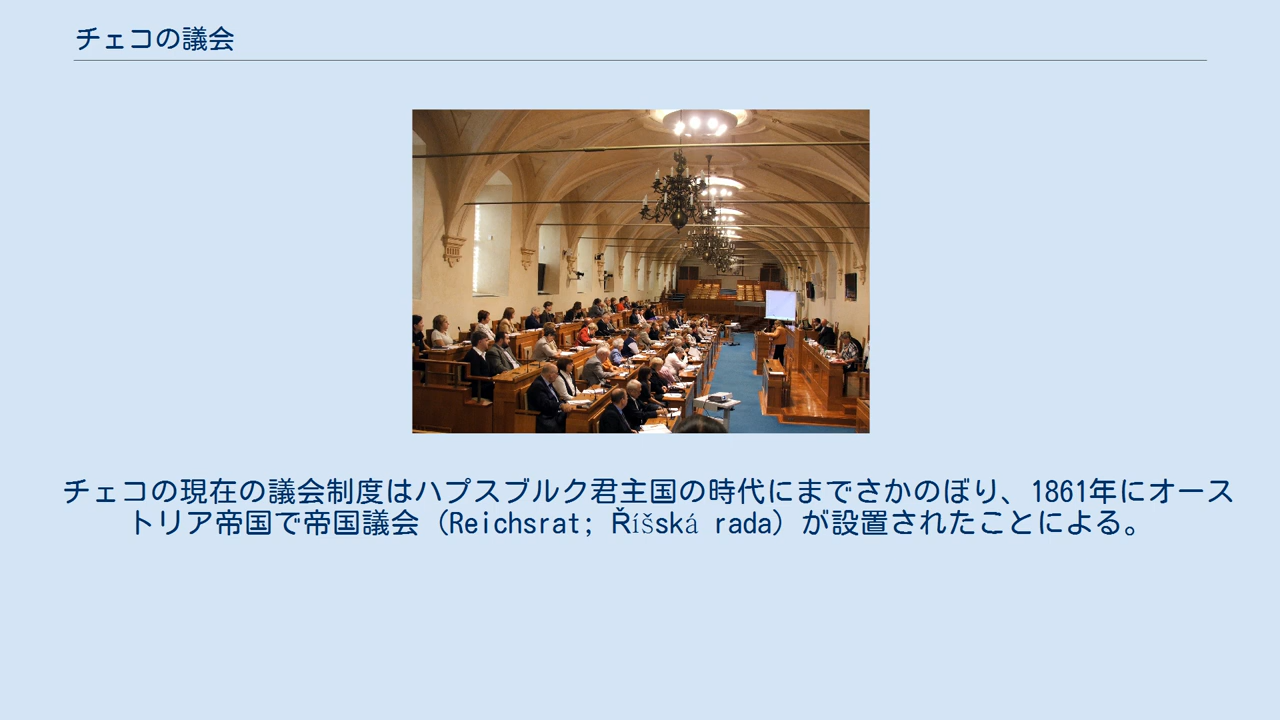 チェコの議会
チェコの現在の議会制度はハプスブルク君主国の時代にまでさかのぼり、1861年にオース
トリア帝国で帝国議会（Reichsrat; Říšská rada）が設置されたことによる。